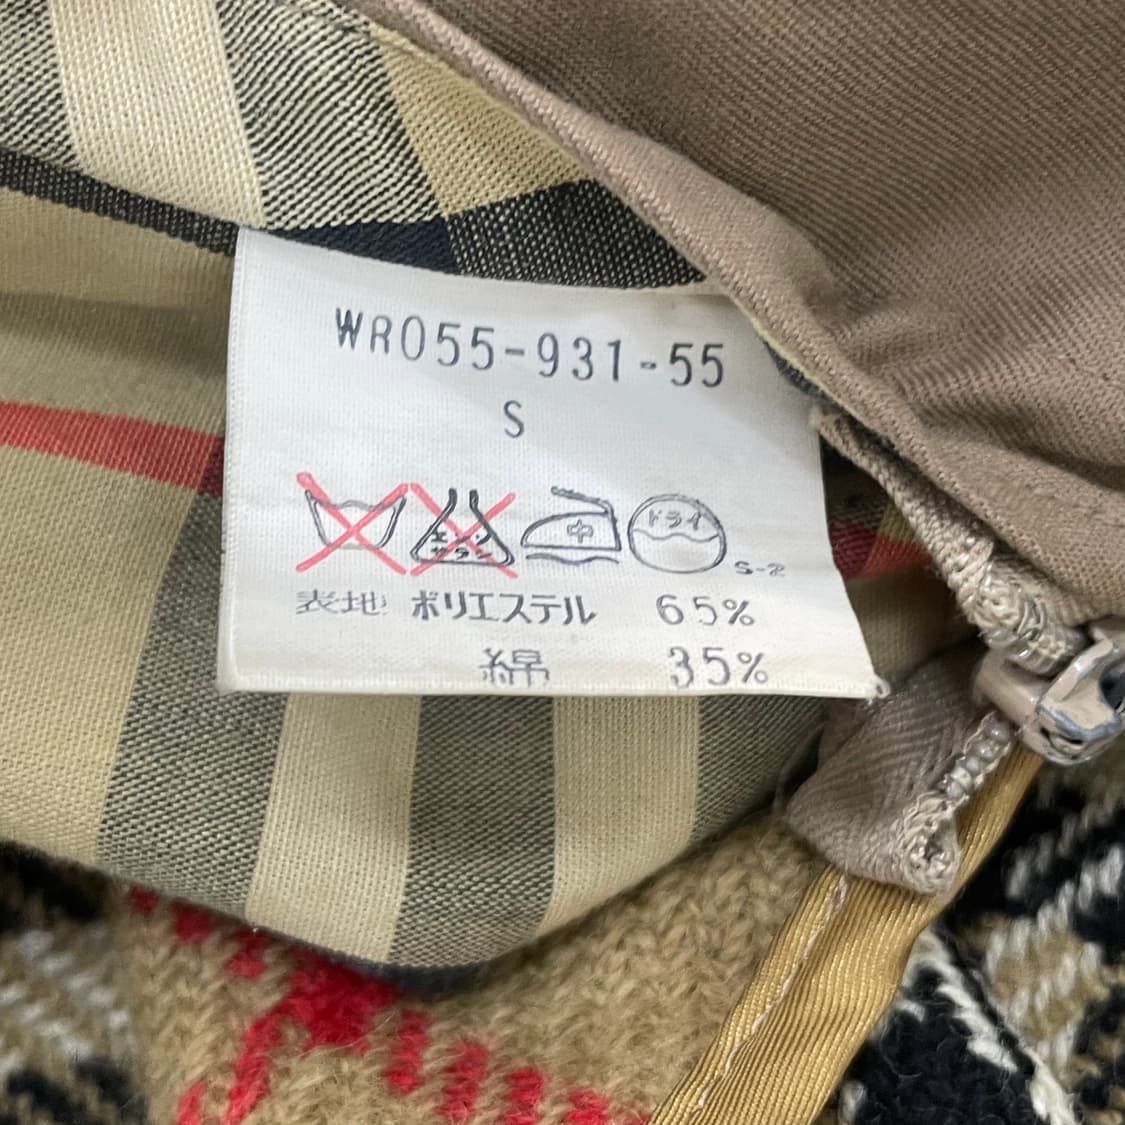 WR055-931-55
S
エンソ
サラシ
中
ドライ
S-2
表地 ポリエステル 65%
綿 35%